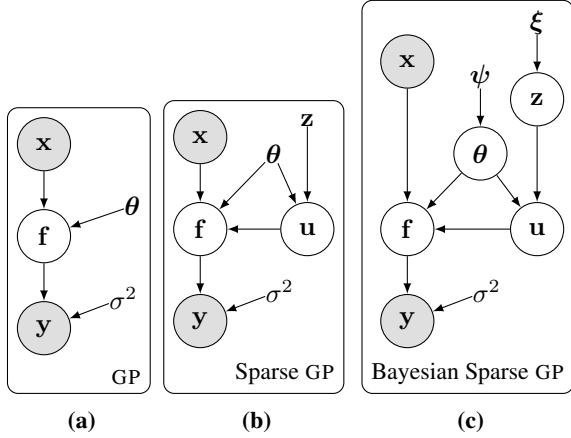 x
f
θ
y
σ²
GP
(a)
x
z
θ
f
u
y
σ²
Sparse GP
(b)
ξ
x
ψ
z
θ
f
u
y
σ²
Bayesian Sparse GP
(c)